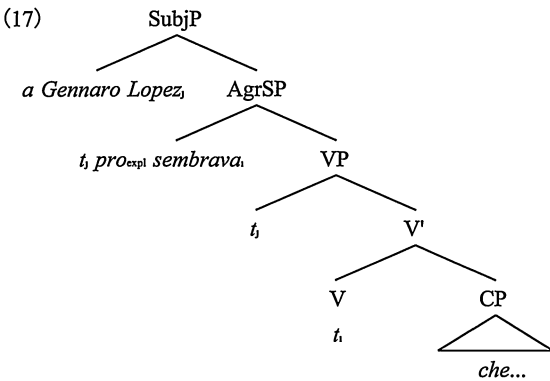 (17) SubjP
a Gennaro Lopezⱼ AgrSP
tⱼ proₑₓₚₗ sembravaᵢ VP
tⱼ V'
V CP
tᵢ
che...